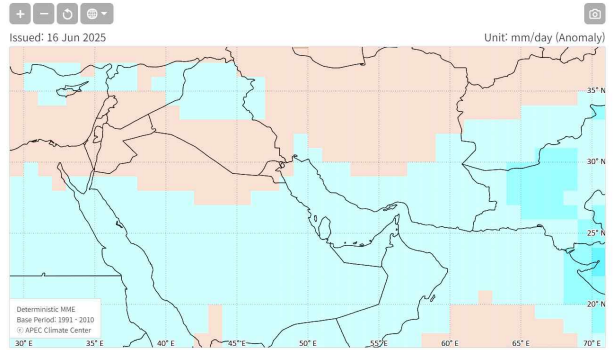 Issued: 16 Jun 2025
Unit: mm/day (Anomaly)
35° N
30° N
25° N
20° N
Deterministic MME
Base Period: 1991 - 2010
© APEC Climate Center
30° E
35° E
40° E
45° E
50° E
55° E
60° E
65° E
70° E